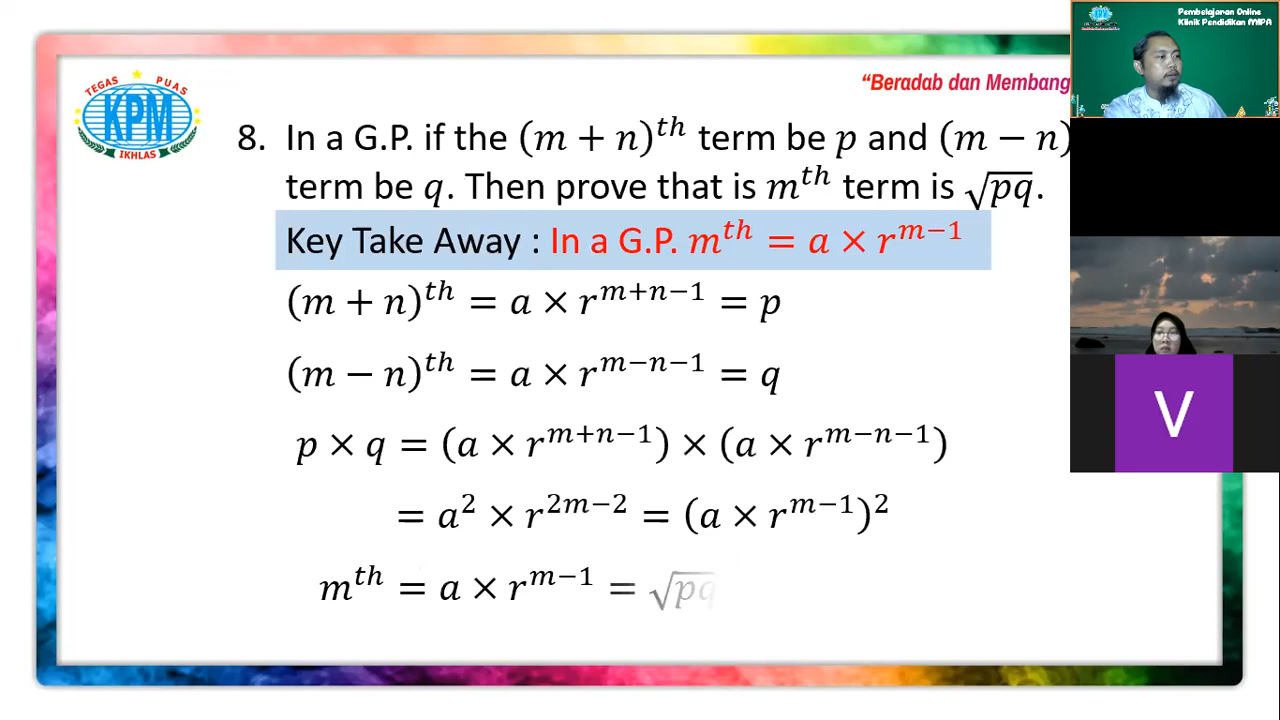 Pembelajaran Online
Klinik Pendidikan MIPA
TEGAS PUAS
KPM
IKHLAS
"Beradab dan Membang
8. In a G.P. if the (m + n)^{th} term be p and (m − n)
term be q. Then prove that is m^{th} term is √pq.
Key Take Away : In a G.P. m^{th} = a × r^{m−1}
(m + n)^{th} = a × r^{m+n−1} = p
(m − n)^{th} = a × r^{m−n−1} = q
p × q = (a × r^{m+n−1}) × (a × r^{m−n−1})
= a² × r^{2m−2} = (a × r^{m−1})²
m^{th} = a × r^{m−1} = √pq
V